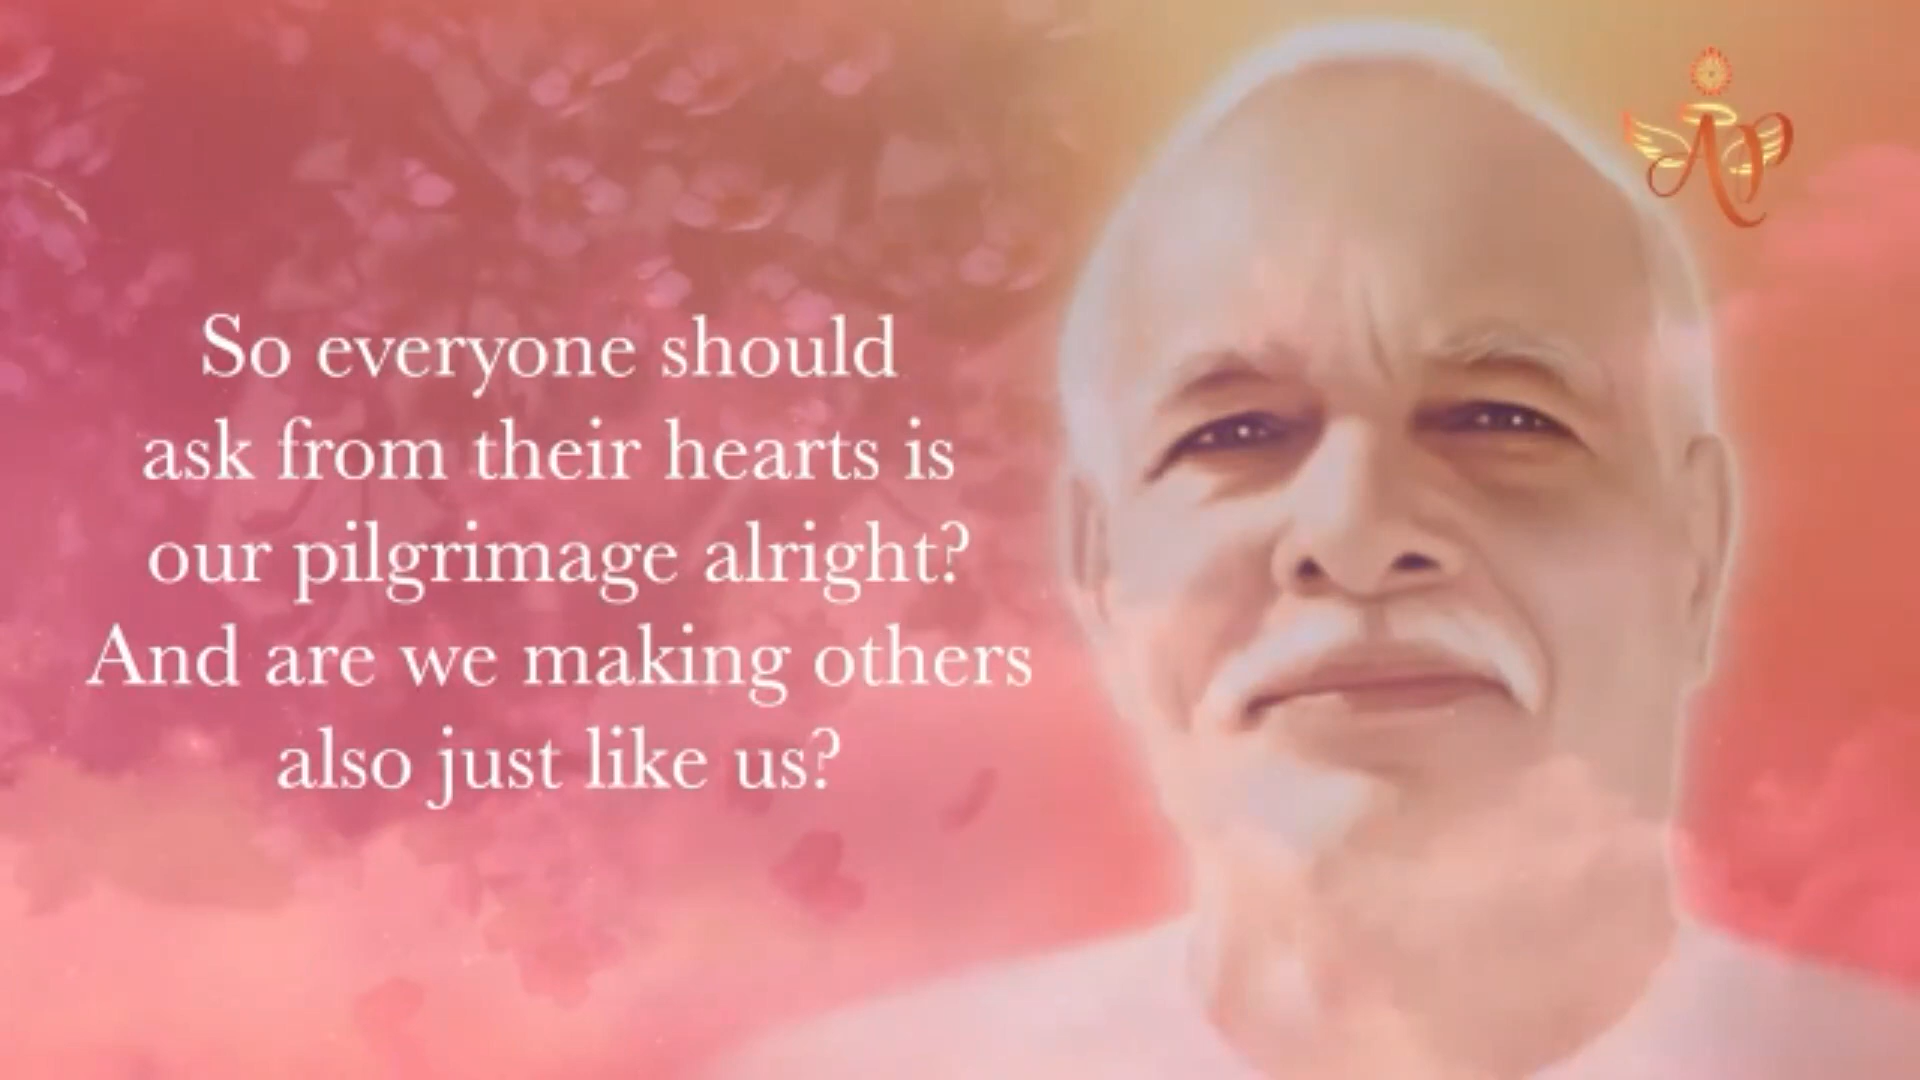 So everyone should
ask from their hearts is
our pilgrimage alright?
And are we making others
also just like us?
AP